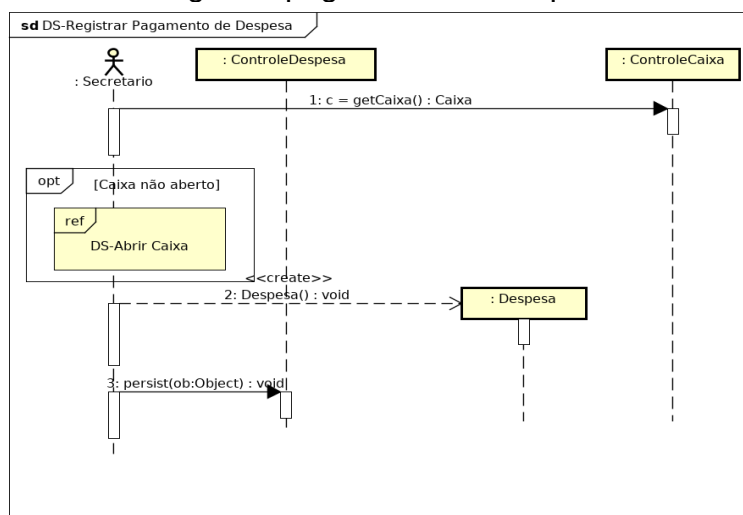 sd DS-Registrar Pagamento de Despesa
: Secretario
: ControleDespesa
: ControleCaixa
1: c = getCaixa() : Caixa
opt
[Caixa não aberto]
ref
DS-Abrir Caixa
<<create>>
2: Despesa() : void
: Despesa
3: persist(ob:Object) : void